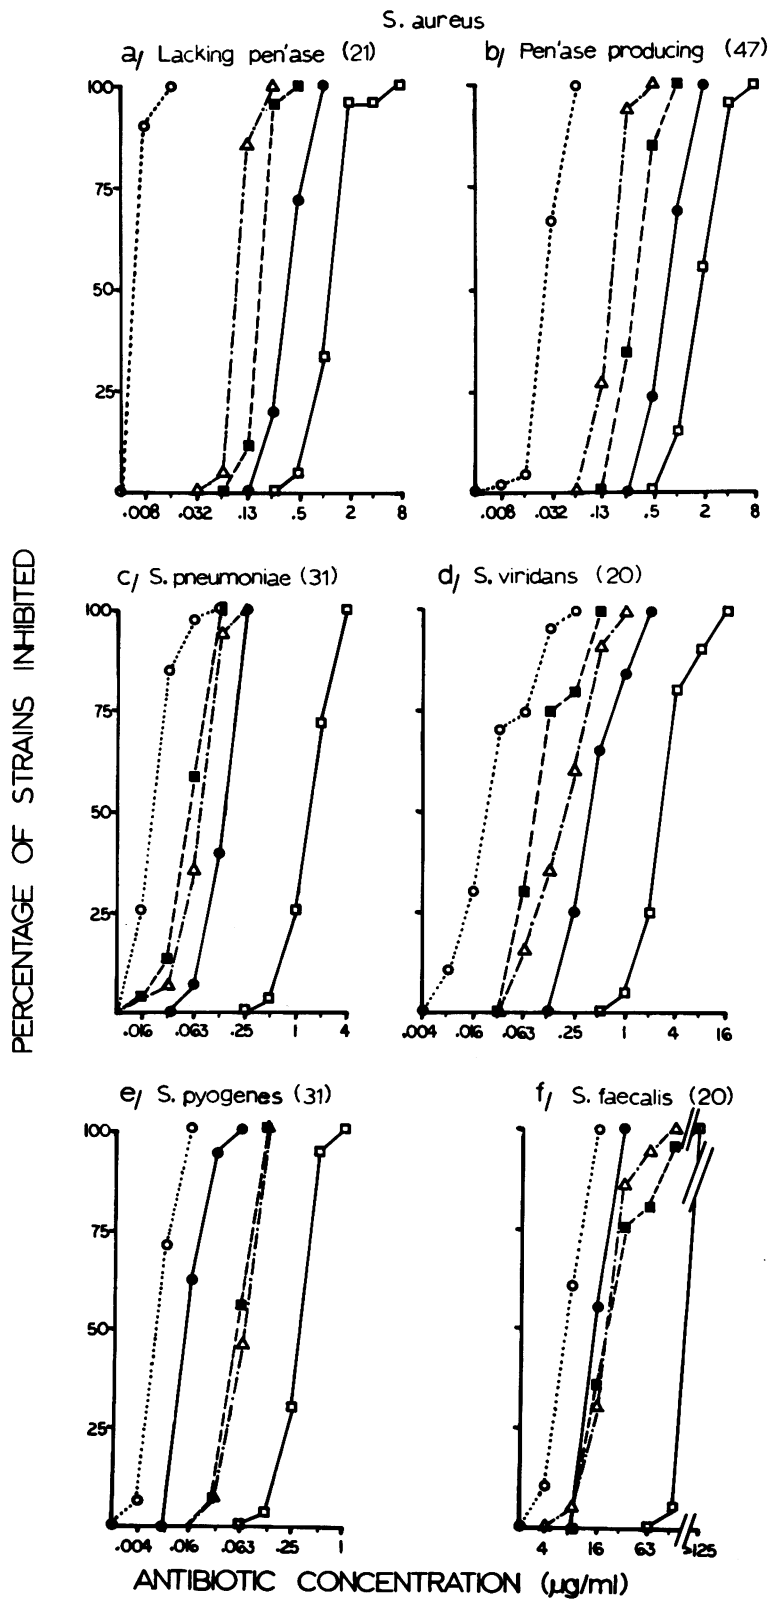 S. aureus
a/ Lacking pen'ase (21)
b/ Pen'ase producing (47)
100
75
50
25
.008 .032 .13 .5 2 8
.008 .032 .13 .5 2 8
PERCENTAGE OF STRAINS INHIBITED
c/ S. pneumoniae (31)
d/ S. viridans (20)
100
75
50
25
.016 .063 .25 1 4
.004 .016 .063 .25 1 4 16
e/ S. pyogenes (31)
f/ S. faecalis (20)
100
75
50
25
.004 .016 .063 .25 1
4 16 63 >125
ANTIBIOTIC CONCENTRATION (µg/ml)